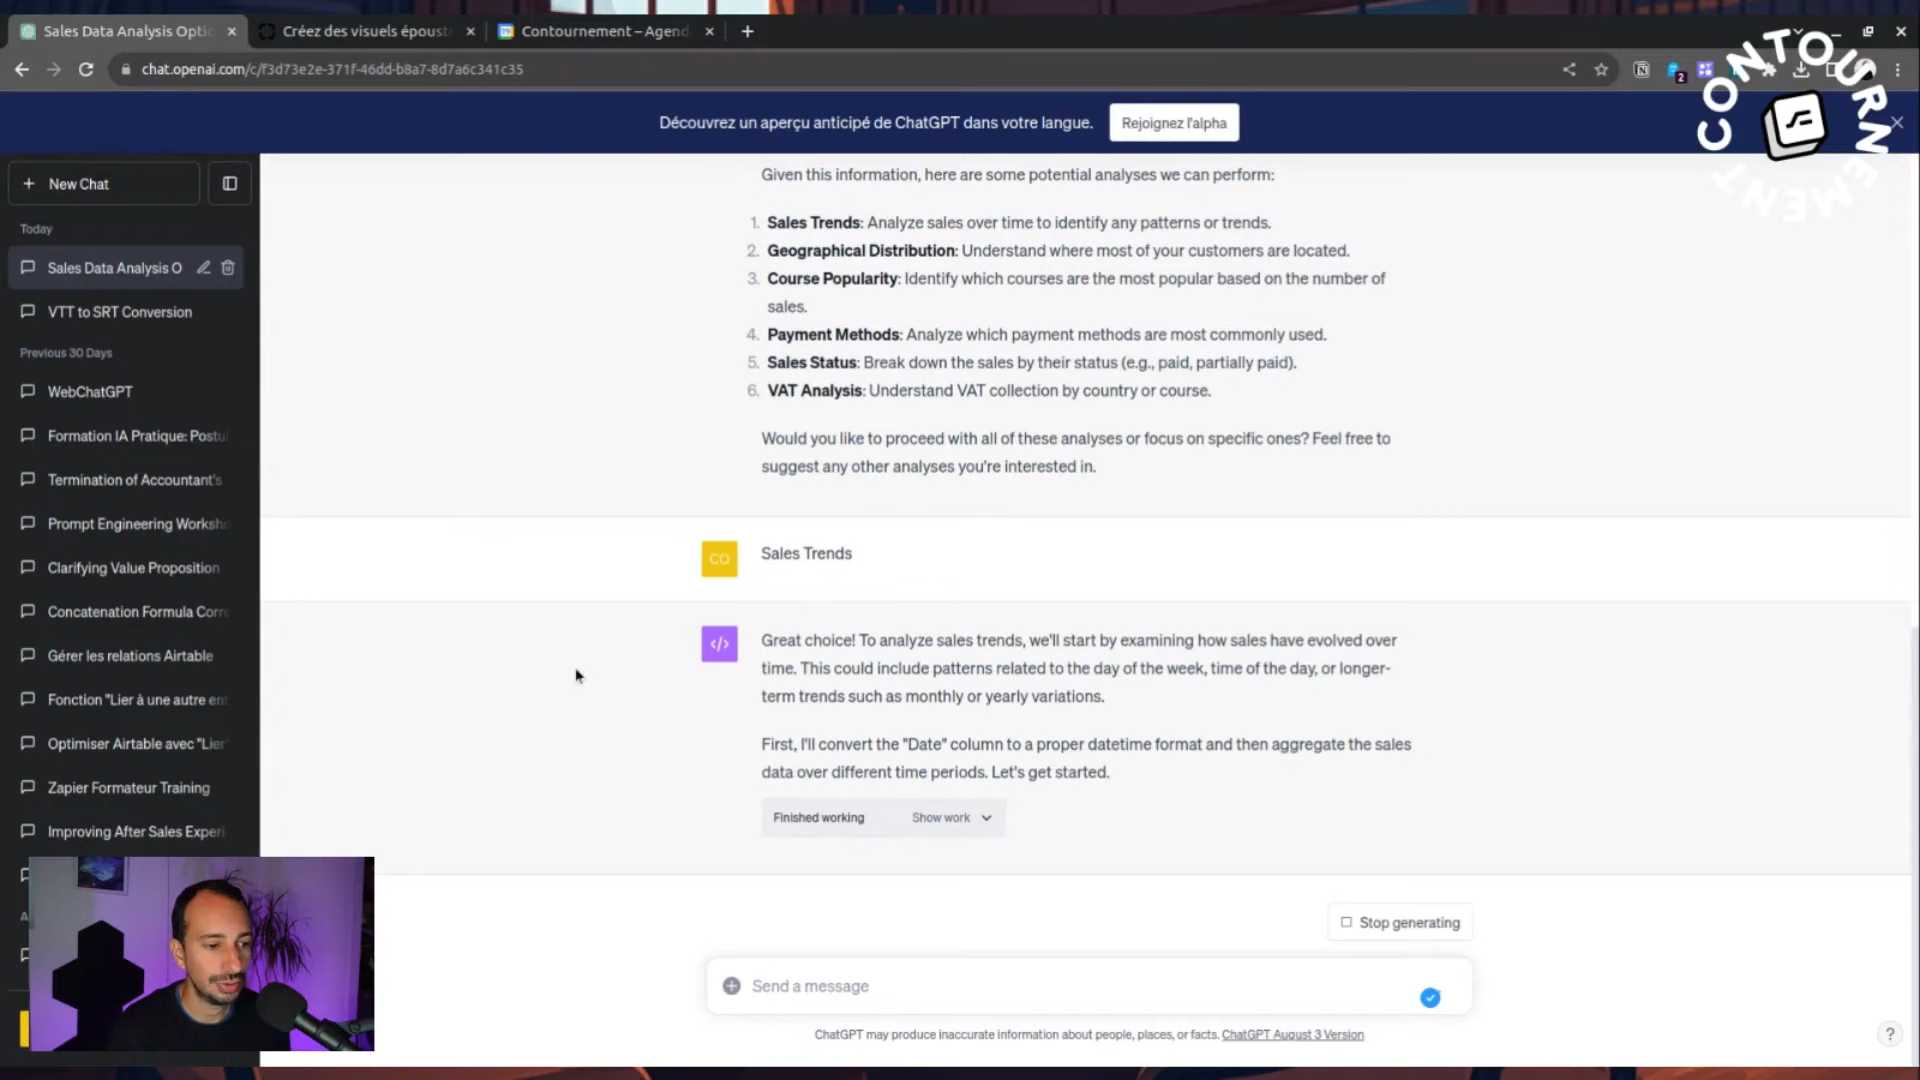 Sales Data Analysis Optio
Créez des visuels époust
Contournement – Agend
chat.openai.com/c/f3d73e2e-371f-46dd-b8a7-8d7a6c341c35
2
CONTOURNEMENT
Découvrez un aperçu anticipé de ChatGPT dans votre langue.
Rejoignez l'alpha
New Chat
Today
Sales Data Analysis O
VTT to SRT Conversion
Previous 30 Days
WebChatGPT
Formation IA Pratique: Postu
Termination of Accountant's
Prompt Engineering Worksho
Clarifying Value Proposition
Concatenation Formula Corre
Gérer les relations Airtable
Fonction "Lier à une autre en
Optimiser Airtable avec "Lier"
Zapier Formateur Training
Improving After Sales Experi
A
Given this information, here are some potential analyses we can perform:
1. Sales Trends: Analyze sales over time to identify any patterns or trends.
2. Geographical Distribution: Understand where most of your customers are located.
3. Course Popularity: Identify which courses are the most popular based on the number of
sales.
4. Payment Methods: Analyze which payment methods are most commonly used.
5. Sales Status: Break down the sales by their status (e.g., paid, partially paid).
6. VAT Analysis: Understand VAT collection by country or course.
Would you like to proceed with all of these analyses or focus on specific ones? Feel free to
suggest any other analyses you're interested in.
CO
Sales Trends
Great choice! To analyze sales trends, we'll start by examining how sales have evolved over
time. This could include patterns related to the day of the week, time of the day, or longer-
term trends such as monthly or yearly variations.
First, I'll convert the "Date" column to a proper datetime format and then aggregate the sales
data over different time periods. Let's get started.
Finished working
Show work
Stop generating
Send a message
ChatGPT may produce inaccurate information about people, places, or facts. ChatGPT August 3 Version
?